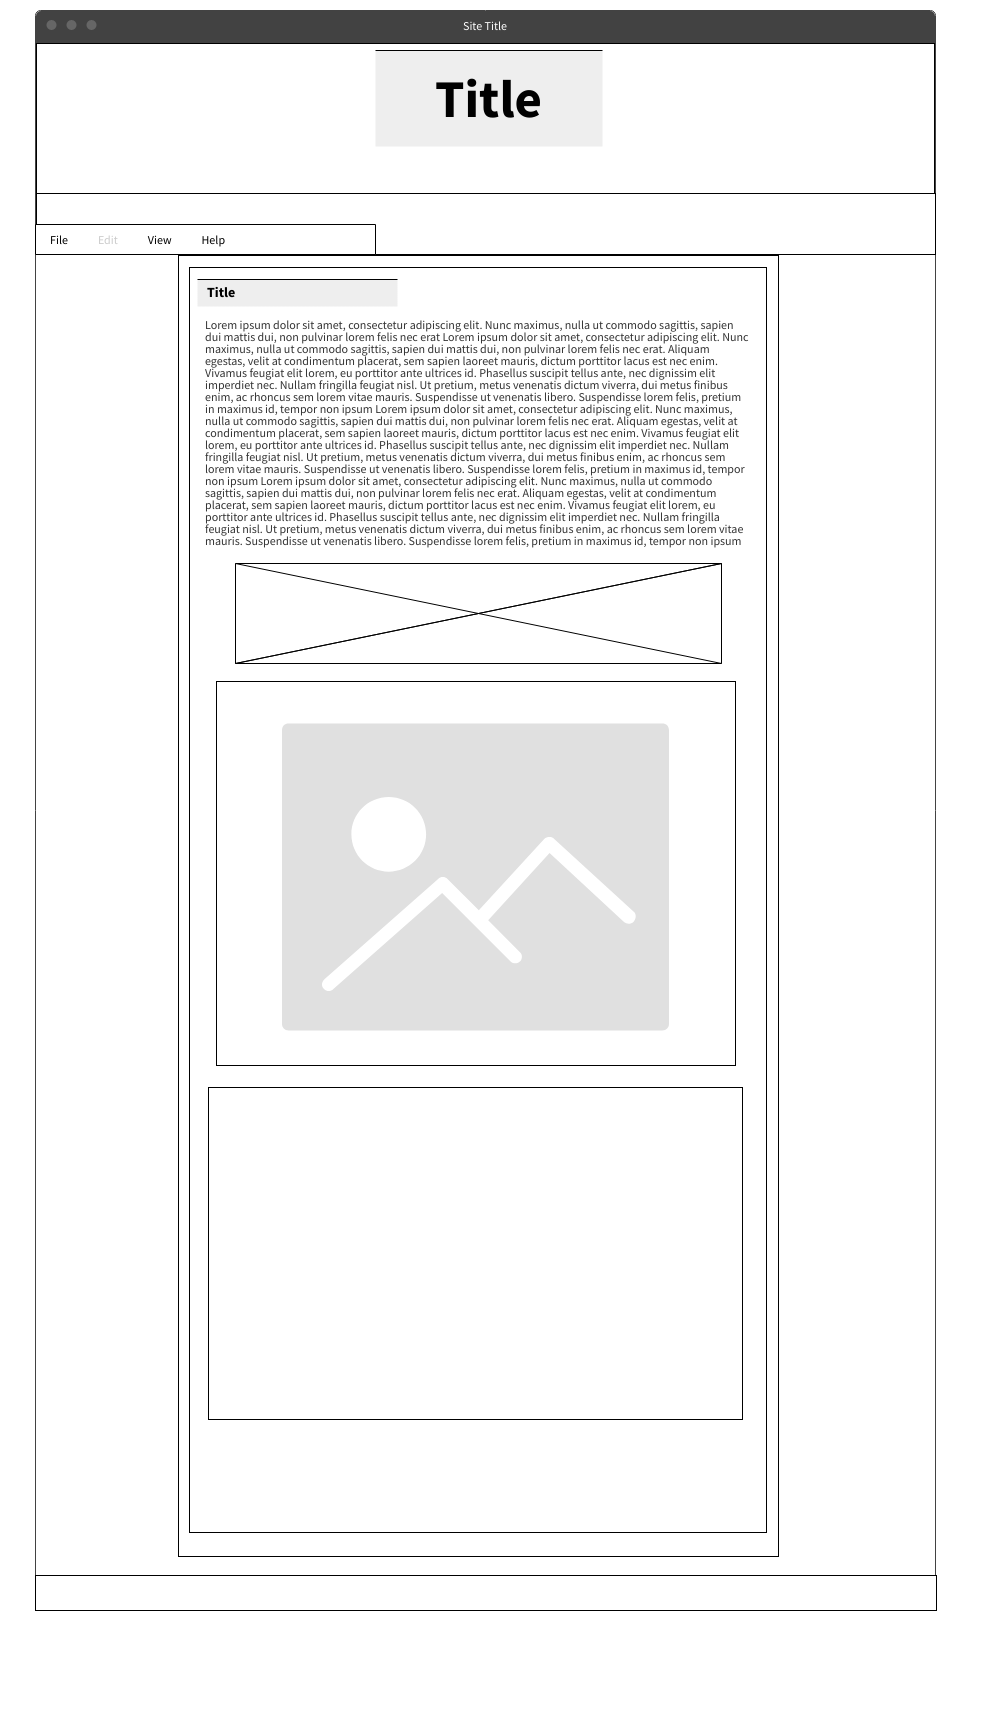 Site Title
Title
File Edit View Help
Title
Lorem ipsum dolor sit amet, consectetur adipiscing elit. Nunc maximus, nulla ut commodo sagittis, sapien
dui mattis dui, non pulvinar lorem felis nec erat Lorem ipsum dolor sit amet, consectetur adipiscing elit. Nunc
maximus, nulla ut commodo sagittis, sapien dui mattis dui, non pulvinar lorem felis nec erat. Aliquam
egestas, velit at condimentum placerat, sem sapien laoreet mauris, dictum porttitor lacus est nec enim.
Vivamus feugiat elit lorem, eu porttitor ante ultrices id. Phasellus suscipit tellus ante, nec dignissim elit
imperdiet nec. Nullam fringilla feugiat nisl. Ut pretium, metus venenatis dictum viverra, dui metus finibus
enim, ac rhoncus sem lorem vitae mauris. Suspendisse ut venenatis libero. Suspendisse lorem felis, pretium
in maximus id, tempor non ipsum Lorem ipsum dolor sit amet, consectetur adipiscing elit. Nunc maximus,
nulla ut commodo sagittis, sapien dui mattis dui, non pulvinar lorem felis nec erat. Aliquam egestas, velit at
condimentum placerat, sem sapien laoreet mauris, dictum porttitor lacus est nec enim. Vivamus feugiat elit
lorem, eu porttitor ante ultrices id. Phasellus suscipit tellus ante, nec dignissim elit imperdiet nec. Nullam
fringilla feugiat nisl. Ut pretium, metus venenatis dictum viverra, dui metus finibus enim, ac rhoncus sem
lorem vitae mauris. Suspendisse ut venenatis libero. Suspendisse lorem felis, pretium in maximus id, tempor
non ipsum Lorem ipsum dolor sit amet, consectetur adipiscing elit. Nunc maximus, nulla ut commodo
sagittis, sapien dui mattis dui, non pulvinar lorem felis nec erat. Aliquam egestas, velit at condimentum
placerat, sem sapien laoreet mauris, dictum porttitor lacus est nec enim. Vivamus feugiat elit lorem, eu
porttitor ante ultrices id. Phasellus suscipit tellus ante, nec dignissim elit imperdiet nec. Nullam fringilla
feugiat nisl. Ut pretium, metus venenatis dictum viverra, dui metus finibus enim, ac rhoncus sem lorem vitae
mauris. Suspendisse ut venenatis libero. Suspendisse lorem felis, pretium in maximus id, tempor non ipsum